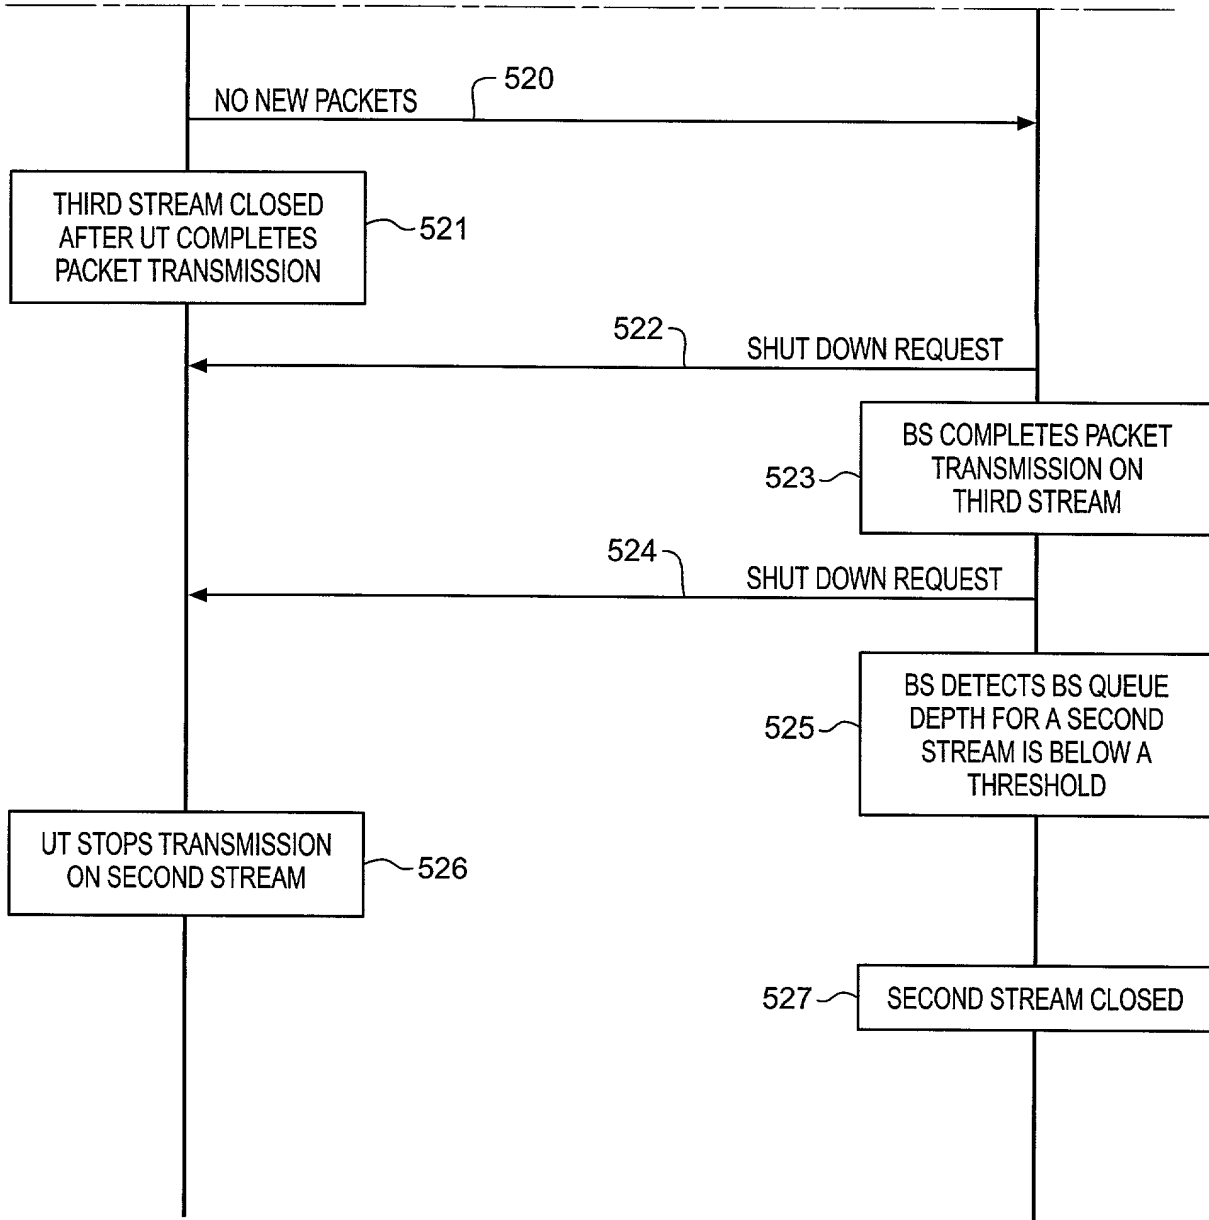 520
NO NEW PACKETS
THIRD STREAM CLOSED
AFTER UT COMPLETES
PACKET TRANSMISSION
521
522
SHUT DOWN REQUEST
BS COMPLETES PACKET
TRANSMISSION ON
THIRD STREAM
523
524
SHUT DOWN REQUEST
BS DETECTS BS QUEUE
DEPTH FOR A SECOND
STREAM IS BELOW A
THRESHOLD
525
UT STOPS TRANSMISSION
ON SECOND STREAM
526
527
SECOND STREAM CLOSED